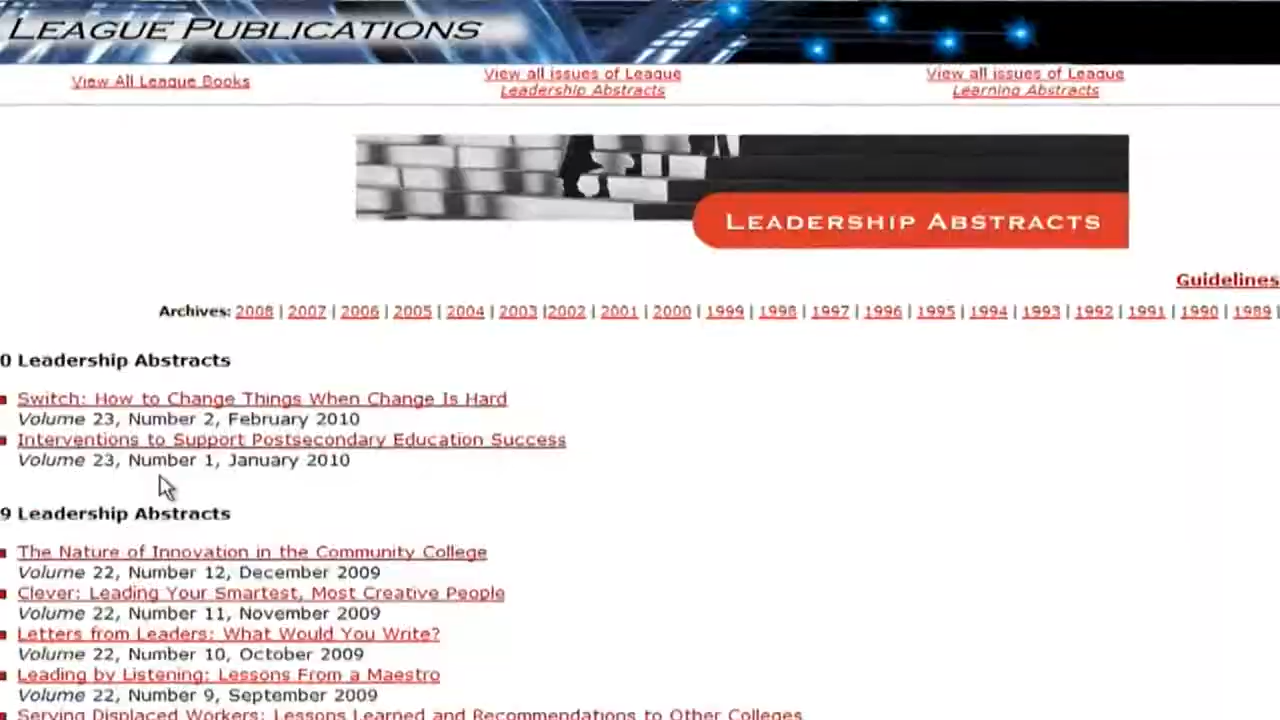 LEAGUE PUBLICATIONS
View All League Books
View all issues of League
Leadership Abstracts
View all issues of League
Learning Abstracts
LEADERSHIP ABSTRACTS
Guidelines
Archives: 2008 | 2007 | 2006 | 2005 | 2004 | 2003 |2002 | 2001 | 2000 | 1999 | 1998 | 1997 | 1996 | 1995 | 1994 | 1993 | 1992 | 1991 | 1990 | 1989 |
0 Leadership Abstracts
Switch: How to Change Things When Change Is Hard
Volume 23, Number 2, February 2010
Interventions to Support Postsecondary Education Success
Volume 23, Number 1, January 2010
9 Leadership Abstracts
The Nature of Innovation in the Community College
Volume 22, Number 12, December 2009
Clever: Leading Your Smartest, Most Creative People
Volume 22, Number 11, November 2009
Letters from Leaders: What Would You Write?
Volume 22, Number 10, October 2009
Leading by Listening: Lessons From a Maestro
Volume 22, Number 9, September 2009
Serving Displaced Workers: Lessons Learned and Recommendations to Other Colleges